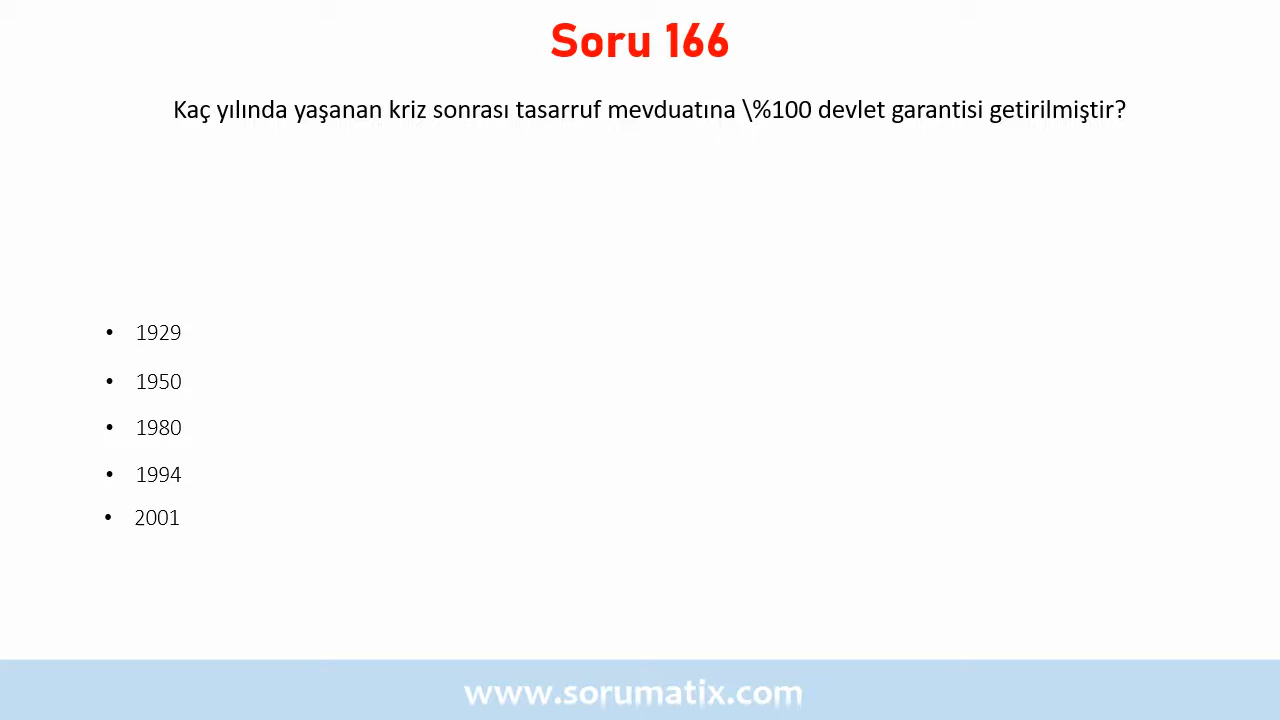 Soru 166
Kaç yılında yaşanan kriz sonrası tasarruf mevduatına \%100 devlet garantisi getirilmiştir?
• 1929
• 1950
• 1980
• 1994
• 2001
www.sorumatix.com